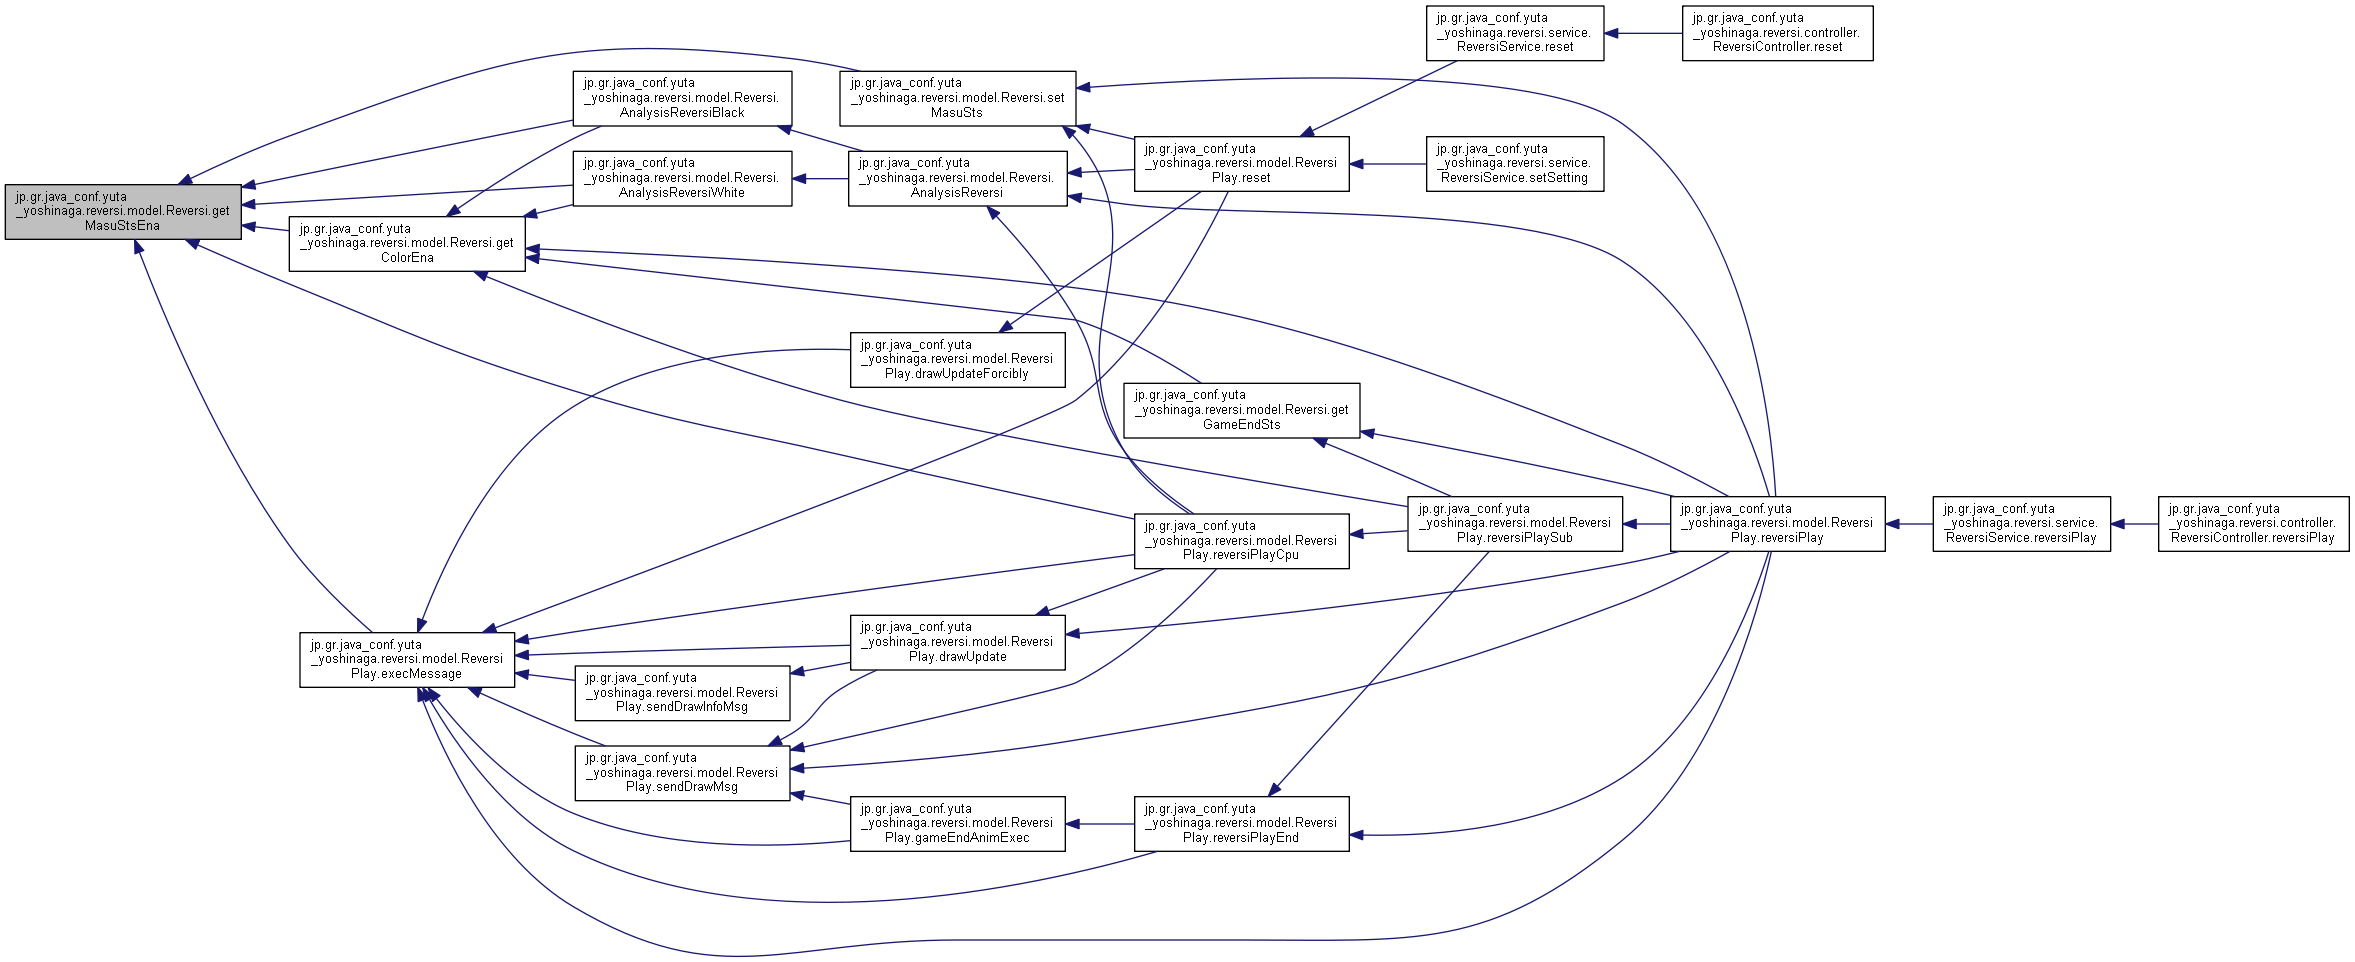 jp.gr.java_conf.yuta
_yoshinaga.reversi.service.
ReversiService.reset
jp.gr.java_conf.yuta
_yoshinaga.reversi.controller.
ReversiController.reset
jp.gr.java_conf.yuta
_yoshinaga.reversi.model.Reversi.
AnalysisReversiBlack
jp.gr.java_conf.yuta
_yoshinaga.reversi.model.Reversi.set
MasuSts
jp.gr.java_conf.yuta
_yoshinaga.reversi.model.Reversi
Play.reset
jp.gr.java_conf.yuta
_yoshinaga.reversi.service.
ReversiService.setSetting
jp.gr.java_conf.yuta
_yoshinaga.reversi.model.Reversi.
AnalysisReversiWhite
jp.gr.java_conf.yuta
_yoshinaga.reversi.model.Reversi.
AnalysisReversi
jp.gr.java_conf.yuta
_yoshinaga.reversi.model.Reversi.get
MasuStsEna
jp.gr.java_conf.yuta
_yoshinaga.reversi.model.Reversi.get
ColorEna
jp.gr.java_conf.yuta
_yoshinaga.reversi.model.Reversi
Play.drawUpdateForcibly
jp.gr.java_conf.yuta
_yoshinaga.reversi.model.Reversi.get
GameEndSts
jp.gr.java_conf.yuta
_yoshinaga.reversi.model.Reversi
Play.reversiPlayCpu
jp.gr.java_conf.yuta
_yoshinaga.reversi.model.Reversi
Play.reversiPlaySub
jp.gr.java_conf.yuta
_yoshinaga.reversi.model.Reversi
Play.reversiPlay
jp.gr.java_conf.yuta
_yoshinaga.reversi.service.
ReversiService.reversiPlay
jp.gr.java_conf.yuta
_yoshinaga.reversi.controller.
ReversiController.reversiPlay
jp.gr.java_conf.yuta
_yoshinaga.reversi.model.Reversi
Play.execMessage
jp.gr.java_conf.yuta
_yoshinaga.reversi.model.Reversi
Play.drawUpdate
jp.gr.java_conf.yuta
_yoshinaga.reversi.model.Reversi
Play.sendDrawInfoMsg
jp.gr.java_conf.yuta
_yoshinaga.reversi.model.Reversi
Play.sendDrawMsg
jp.gr.java_conf.yuta
_yoshinaga.reversi.model.Reversi
Play.gameEndAnimExec
jp.gr.java_conf.yuta
_yoshinaga.reversi.model.Reversi
Play.reversiPlayEnd